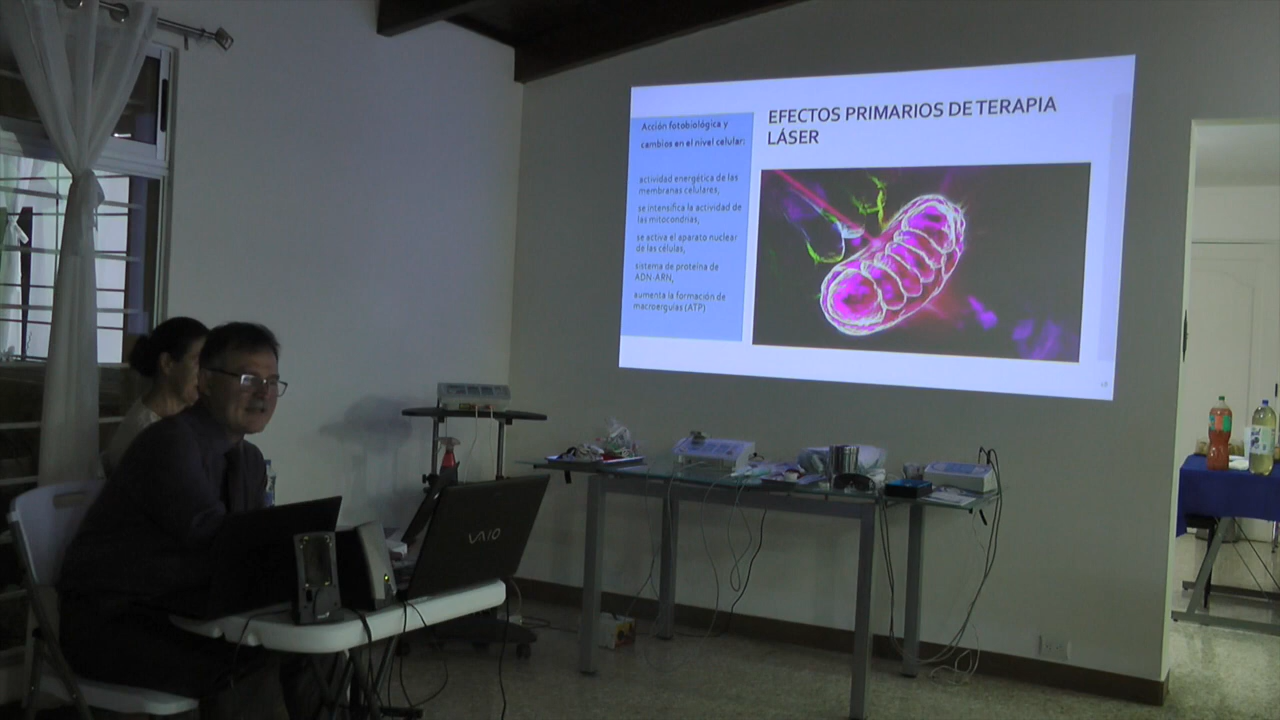 EFECTOS PRIMARIOS DE TERAPIA
LÁSER
Acción fotobiológica y
cambios en el nivel celular:
actividad energética de las
membranas celulares,
se intensifica la actividad de
las mitocondrias,
se activa el aparato nuclear
de las células,
sistema de proteína de
ADN-ARN,
aumenta la formación de
macroerguías (ATP)
VAIO